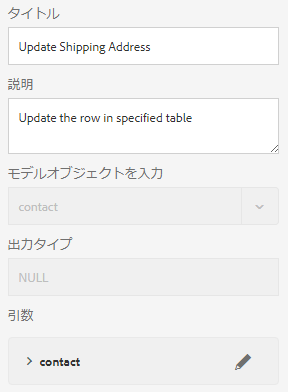 タイトル
Update Shipping Address
説明
Update the row in specified table
モデルオブジェクトを入力
contact
出力タイプ
NULL
引数
contact